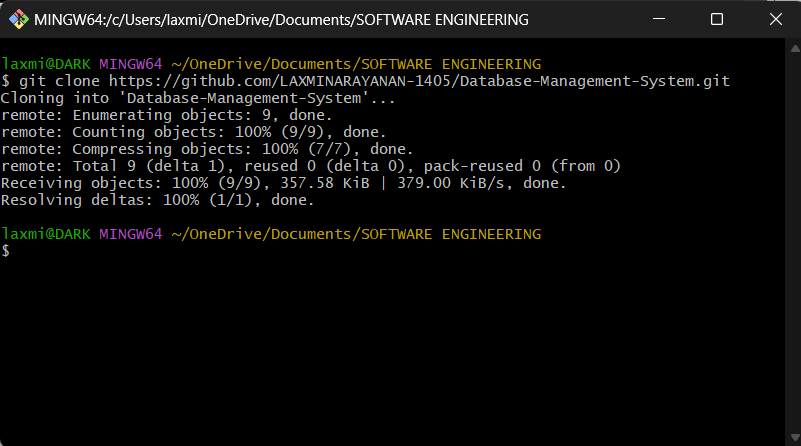 MINGW64:/c/Users/laxmi/OneDrive/Documents/SOFTWARE ENGINEERING
laxmi@DARK MINGW64 ~/OneDrive/Documents/SOFTWARE ENGINEERING
$ git clone https://github.com/LAXMINARAYANAN-1405/Database-Management-System.git
Cloning into 'Database-Management-System'...
remote: Enumerating objects: 9, done.
remote: Counting objects: 100% (9/9), done.
remote: Compressing objects: 100% (7/7), done.
remote: Total 9 (delta 1), reused 0 (delta 0), pack-reused 0 (from 0)
Receiving objects: 100% (9/9), 357.58 KiB | 379.00 KiB/s, done.
Resolving deltas: 100% (1/1), done.
laxmi@DARK MINGW64 ~/OneDrive/Documents/SOFTWARE ENGINEERING
$